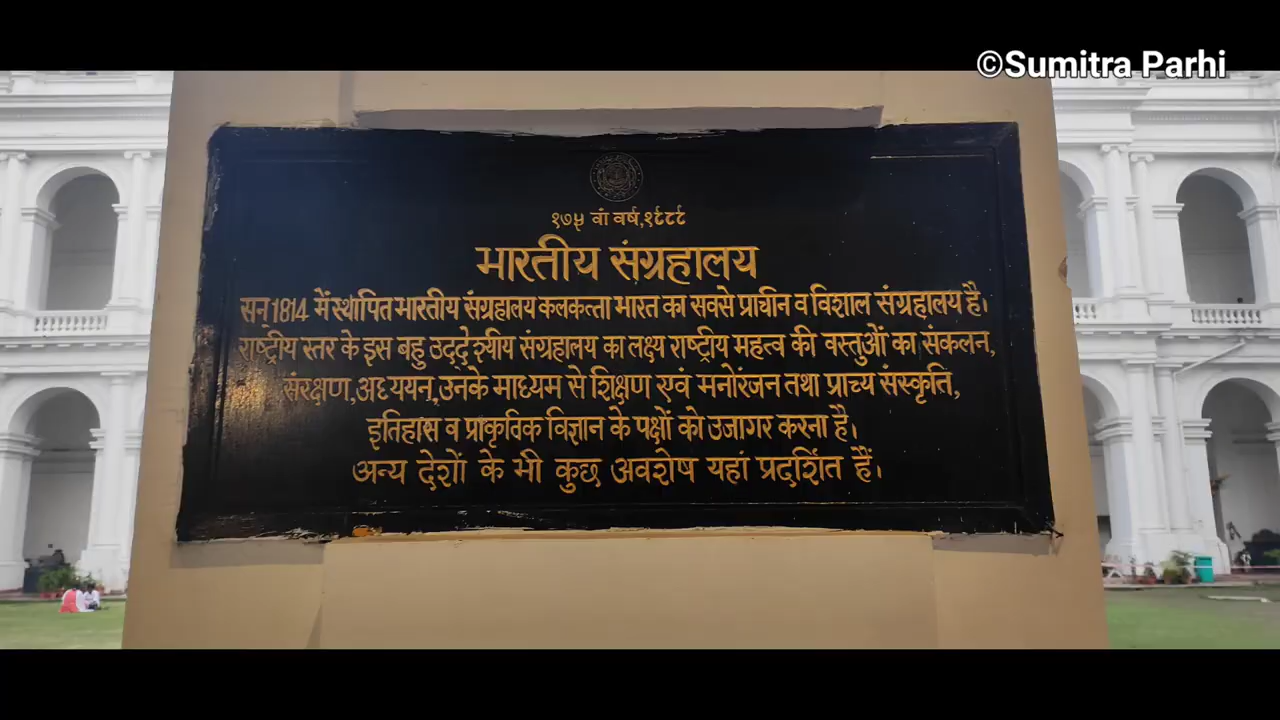 ©Sumitra Parhi
१७५ वां वर्ष,१९८९
भारतीय संग्रहालय
सन् 1814 में स्थापित भारतीय संग्रहालय कलकत्ता भारत का सबसे प्राचीन व विशाल संग्रहालय है।
राष्ट्रीय स्तर के इस बहु उद्देश्यीय संग्रहालय का लक्ष्य राष्ट्रीय महत्व की वस्तुओं का संकलन,
संरक्षण, अध्ययन, उनके माध्यम से शिक्षण एवं मनोरंजन तथा प्राच्य संस्कृति,
इतिहास व प्राकृतिक विज्ञान के पक्षों को उजागर करना है।
अन्य देशों के भी कुछ अवशेष यहां प्रदर्शित हैं।